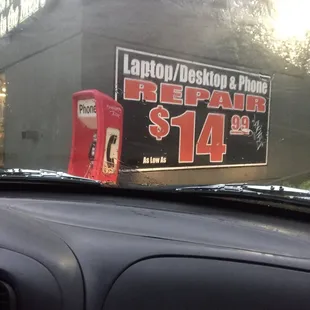 Laptop/Desktop & Phone
REPAIR
$14.99
As Low as
Phone